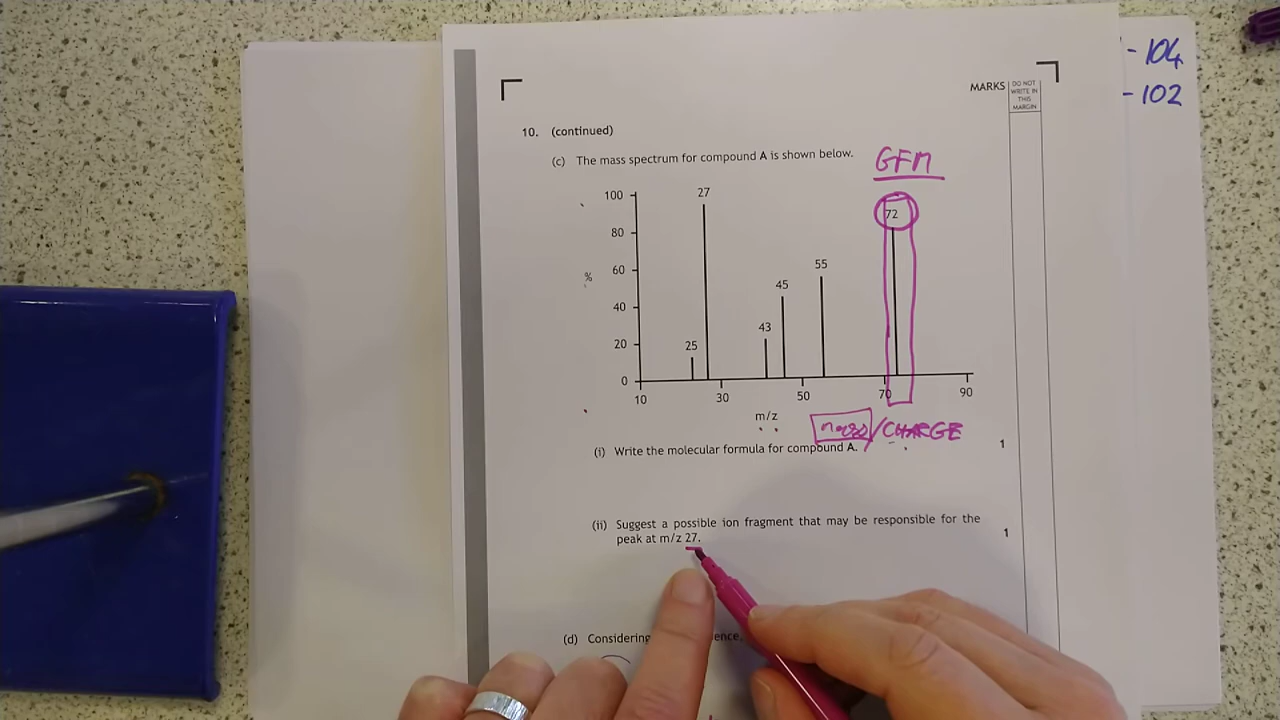 - 104
- 102
MARKS
DO NOT
WRITE IN
THIS
MARGIN
10. (continued)
(c) The mass spectrum for compound A is shown below.
GFM
100
80
60
40
20
0
%
25
27
43
45
55
72
10
30
50
70
90
m/z
mass/CHARGE
(i) Write the molecular formula for compound A.
1
(ii) Suggest a possible ion fragment that may be responsible for the
peak at m/z 27.
1
(d) Considering